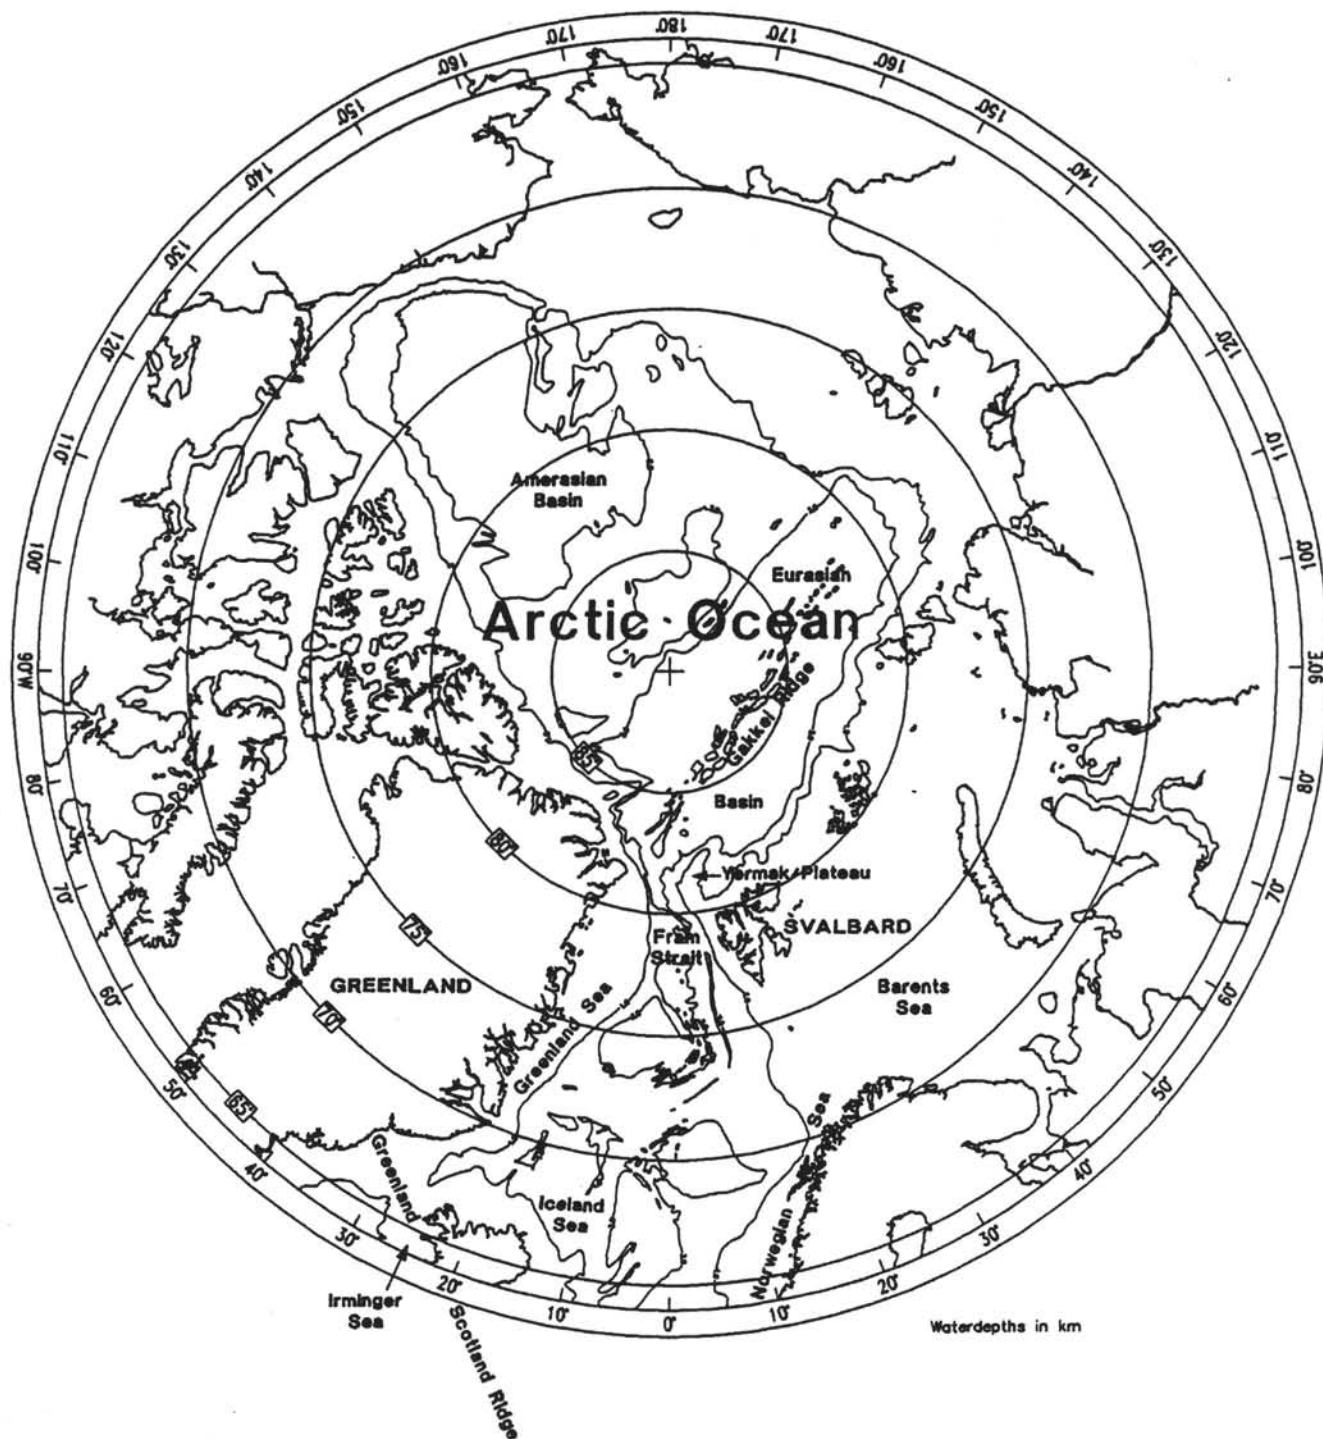 180°
170°
170°
160°
160°
150°
150°
140°
140°
130°
130°
120°
120°
110°
110°
100°
100°
90°W
90°E
80°
80°
70°
70°
60°
60°
50°
50°
40°
40°
30°
30°
20°
20°
10°
0°
10°
Amerasian
Basin
Eurasian
Arctic Ocean
Gakkel Ridge
85°
Basin
80°
Yermak Plateau
75°
Fram
Strait
SVALBARD
GREENLAND
Barents
Sea
70°
Greenland Sea
65°
Norwegian Sea
Greenland
Iceland
Sea
Irminger
Sea
Scotland Ridge
Waterdepths in km